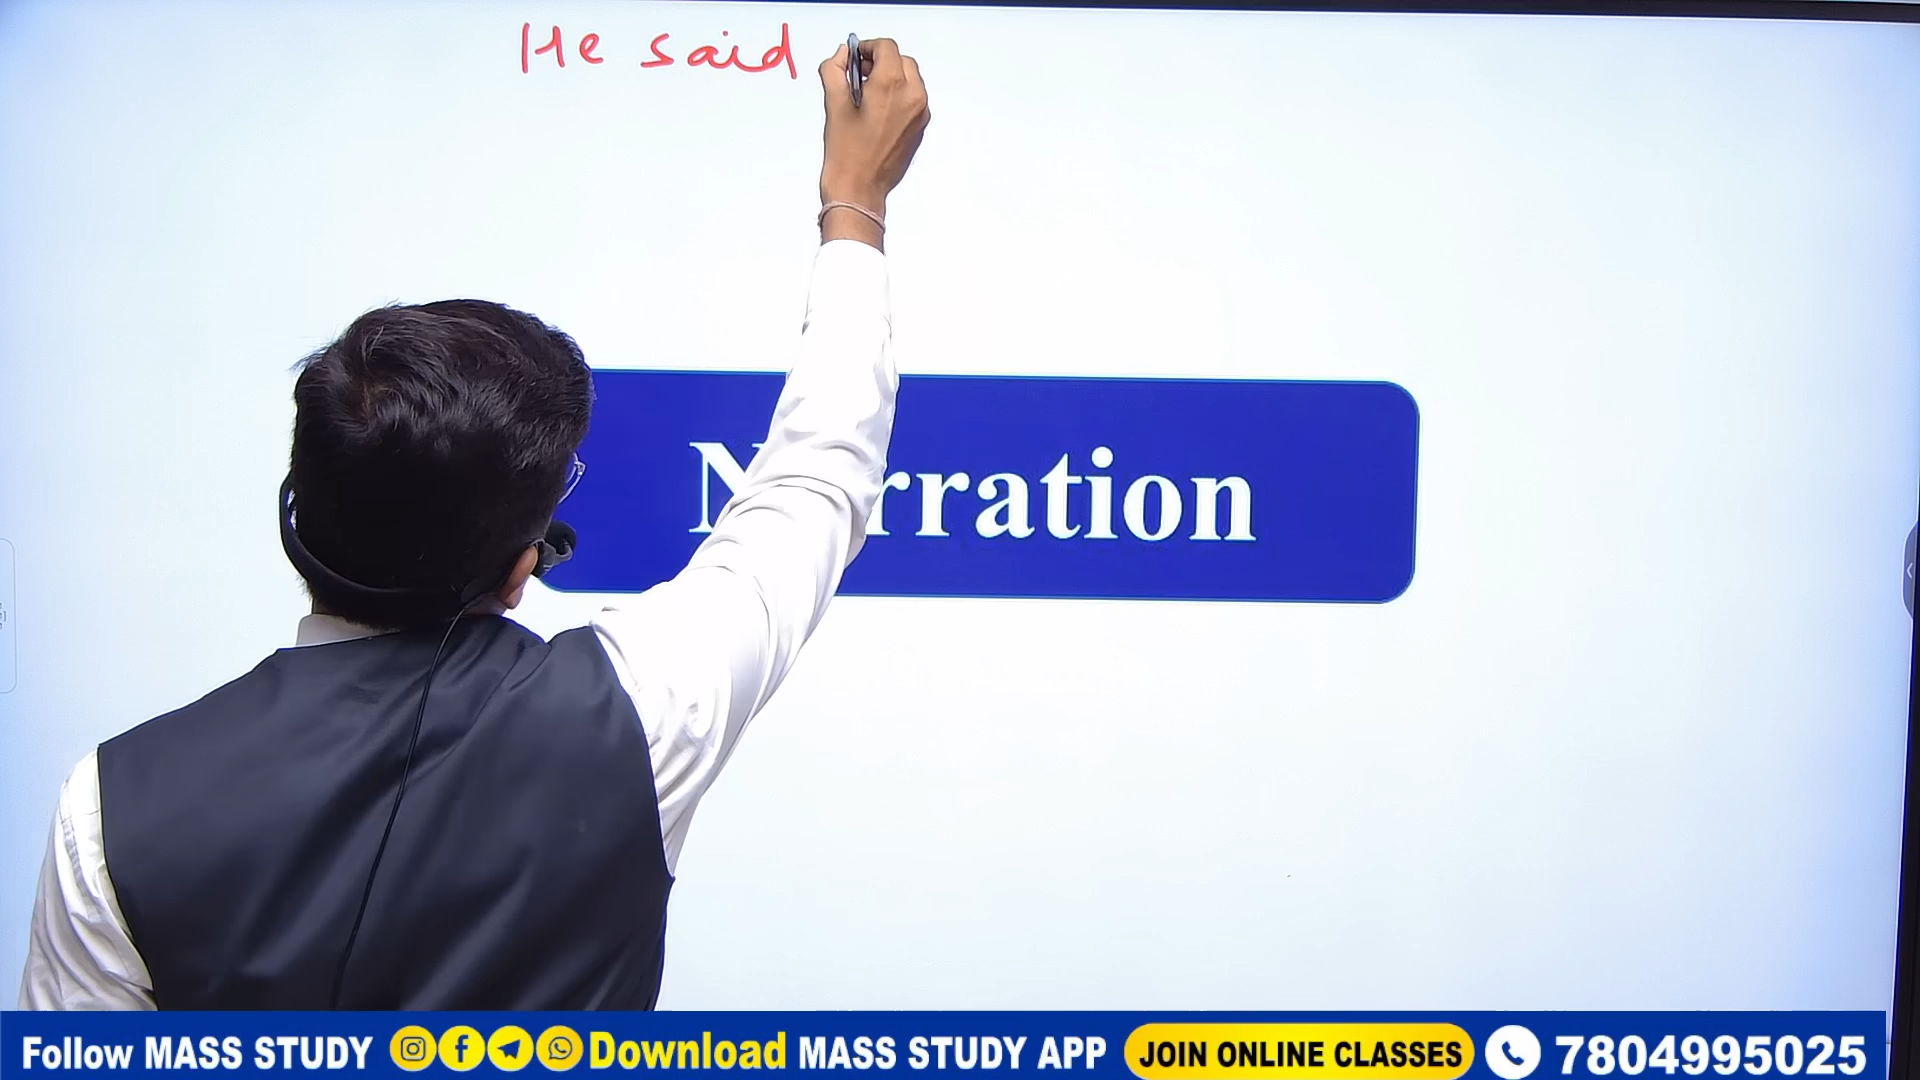 He said
Narration
Follow MASS STUDY Download MASS STUDY APP JOIN ONLINE CLASSES 7804995025